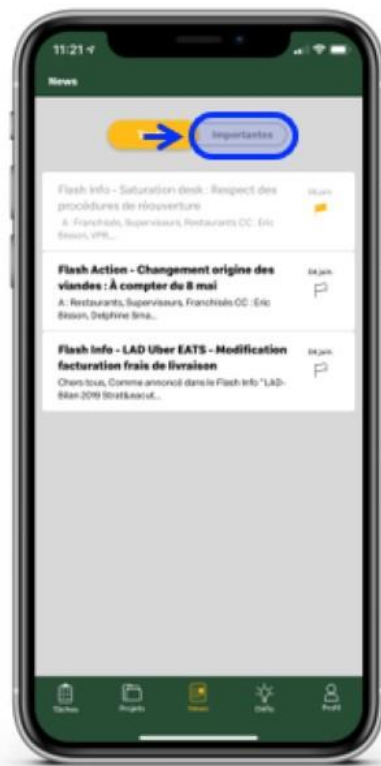 11:21
News
Importantes
Flash Info - Saturation desk : Respect des
procédures de réouverture
A : Franchisés, Superviseurs, Restaurants CC : Eric
Bisson, VPR...
Flash Action - Changement origine des
viandes : À compter du 8 mai
04 juin
A : Restaurants, Superviseurs, Franchisés CC : Eric
Bisson, Delphine Sma...
Flash Info - LAD Uber EATS - Modification
facturation frais de livraison
04 juin
Chers tous, Comme annoncé dans le Flash Info "LAD-
Bilan 2019 Strat&eacut...
Tâches Projets News Défis Profil